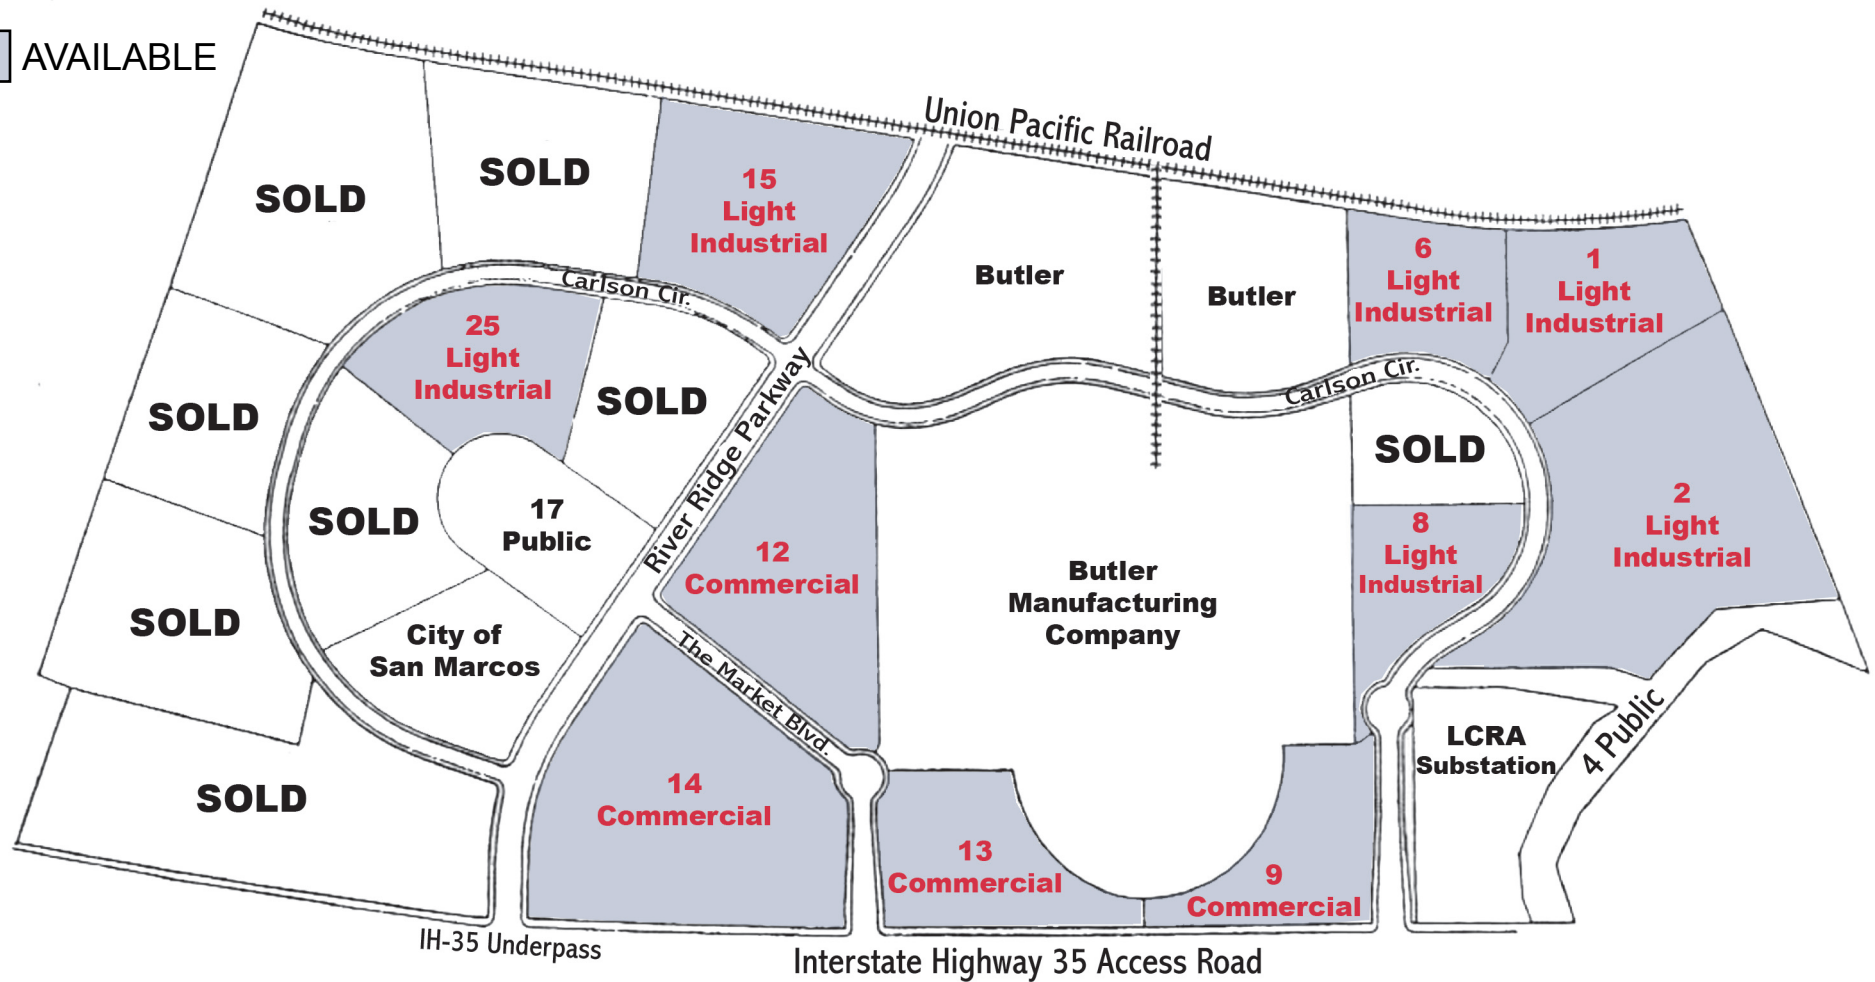 AVAILABLE
Union Pacific Railroad
SOLD
SOLD
15
Light
Industrial
Butler
Butler
6
Light
Industrial
1
Light
Industrial
Carlson Cir.
25
Light
Industrial
SOLD
SOLD
River Ridge Parkway
Carlson Cir.
SOLD
2
Light
Industrial
SOLD
17
Public
12
Commercial
Butler
Manufacturing
Company
8
Light
Industrial
SOLD
City of
San Marcos
The Market Blvd.
LCRA
Substation
4 Public
SOLD
14
Commercial
13
Commercial
9
Commercial
IH-35 Underpass
Interstate Highway 35 Access Road